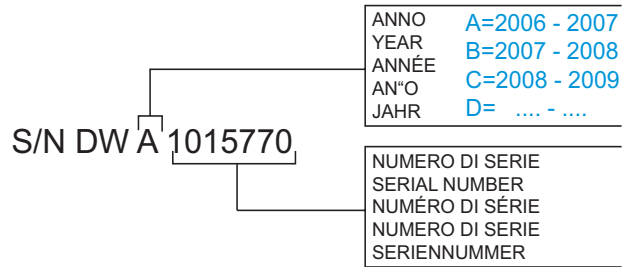 ANNO
YEAR
ANNÉE
AN“O
JAHR
A=2006 - 2007
B=2007 - 2008
C=2008 - 2009
D= .... - ....
S/N DW A 1015770
NUMERO DI SERIE
SERIAL NUMBER
NUMÉRO DI SÉRIE
NUMERO DI SERIE
SERIENNUMMER